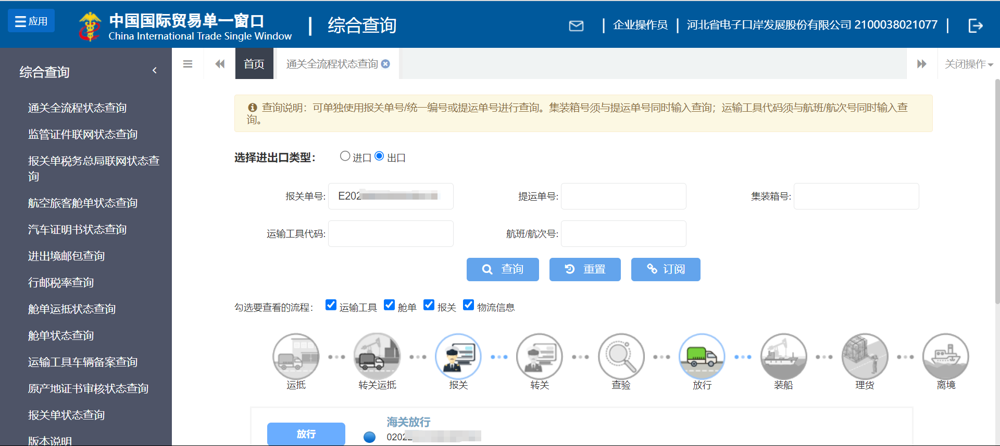 应用
中国国际贸易单一窗口
China International Trade Single Window
综合查询
企业操作员
河北省电子口岸发展股份有限公司 2100038021077
综合查询
首页
通关全流程状态查询
关闭操作
通关全流程状态查询
监管证件联网状态查询
报关单税务总局联网状态查
询
航空旅客舱单状态查询
汽车证明书状态查询
进出境邮包查询
行邮税率查询
舱单运抵状态查询
舱单状态查询
运输工具车辆备案查询
原产地证书审核状态查询
报关单状态查询
版本说明
查询说明：可单独使用报关单号/统一编号或提运单号进行查询。集装箱号须与提运单号同时输入查询；运输工具代码须与航班/航次号同时输入查
询。
选择进出口类型： 进口 出口
报关单号: E202
提运单号:
集装箱号:
运输工具代码:
航班/航次号:
查询 重置 订阅
勾选要查看的流程： 运输工具 舱单 报关 物流信息
运抵 转关运抵 报关 转关 查验 放行 装船 理货 离境
放行
海关放行
0202